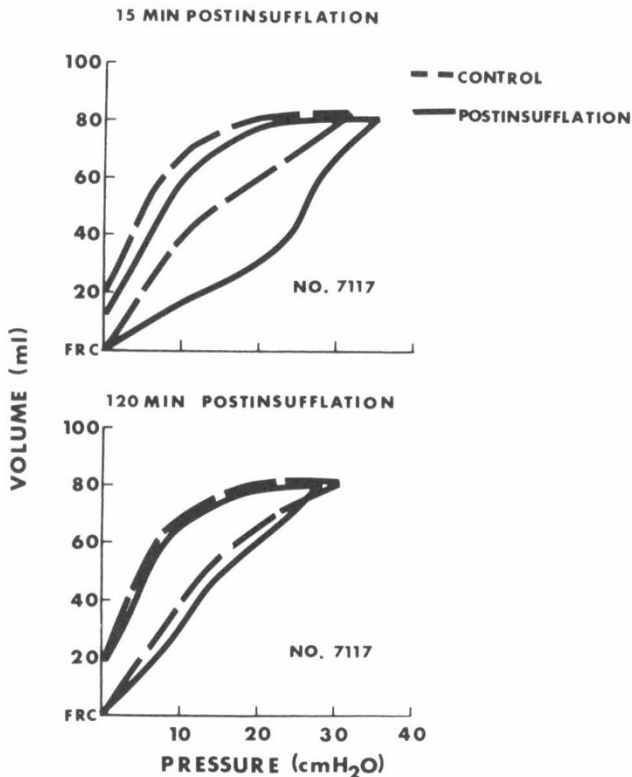 15 MIN POSTINSUFFLATION
100
80
60
40
20
FRC
CONTROL
POSTINSUFFLATION
NO. 7117
120 MIN POSTINSUFFLATION
100
80
60
40
20
FRC
NO. 7117
10 20 30 40
PRESSURE (cmH₂O)
VOLUME (ml)